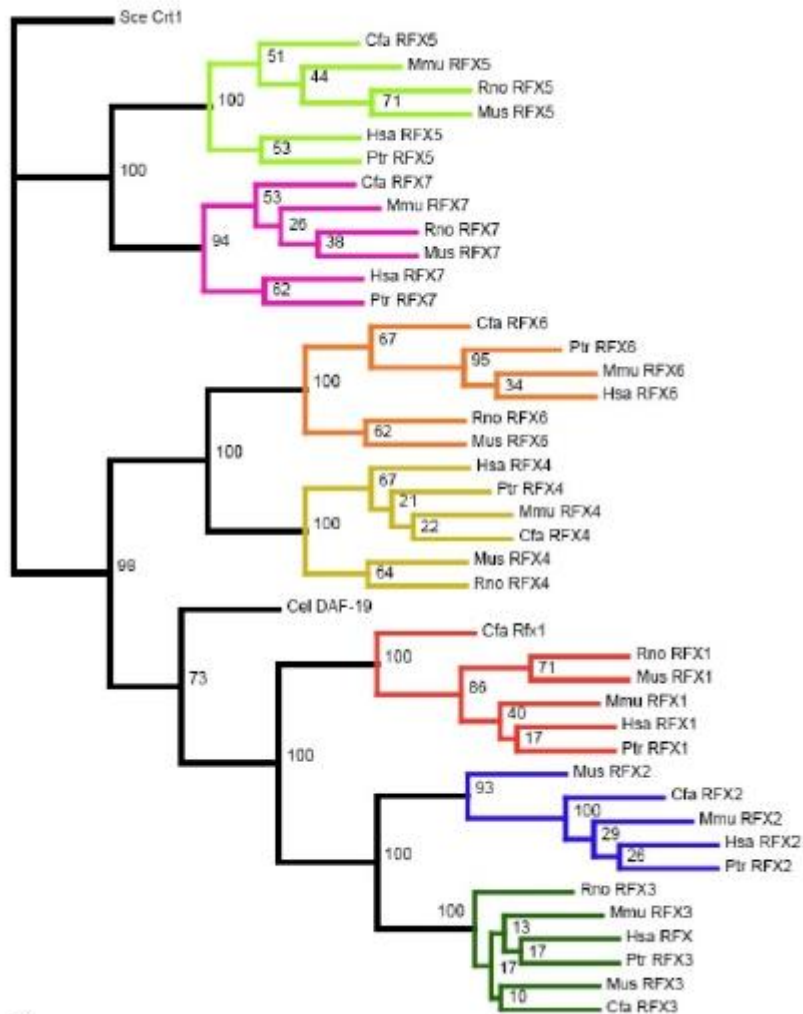 Sce Crt1
Cfa RFX5
51
Mmu RFX5
44
Rno RFX5
100
71
Mus RFX5
Hsa RFX5
53
Ptr RFX5
100
Cfa RFX7
53
Mmu RFX7
26
Rno RFX7
94
38
Mus RFX7
Hsa RFX7
62
Ptr RFX7
Cfa RFX6
67
Ptr RFX6
95
Mmu RFX6
100
34
Hsa RFX6
Rno RFX6
62
Mus RFX6
100
Hsa RFX4
67
Ptr RFX4
21
Mmu RFX4
100
22
Cfa RFX4
Mus RFX4
98
64
Rno RFX4
Cel DAF-19
Cfa Rfx1
100
Rno RFX1
71
73
Mus RFX1
86
Mmu RFX1
40
Hsa RFX1
17
Ptr RFX1
100
Mus RFX2
93
Cfa RFX2
100
Mmu RFX2
29
Hsa RFX2
26
Ptr RFX2
100
Rno RFX3
100
Mmu RFX3
13
Hsa RFX
17
Ptr RFX3
17
Mus RFX3
10
Cfa RFX3